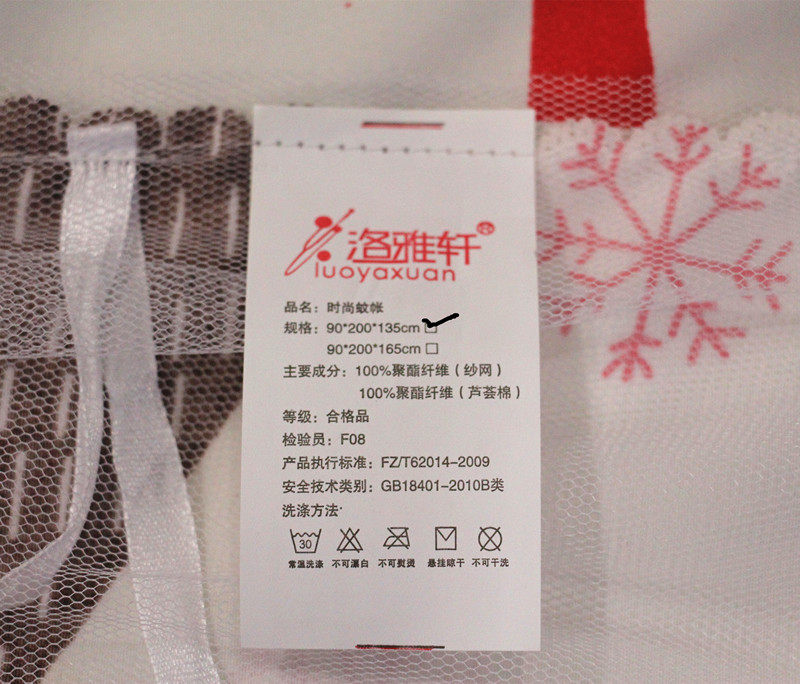 洛雅轩
luoyaxuan
品名：时尚蚊帐
规格：90*200*135cm
90*200*165cm
主要成分：100%聚酯纤维（纱网）
100%聚酯纤维（芦荟棉）
等级：合格品
检验员：F08
产品执行标准：FZ/T62014-2009
安全技术类别：GB18401-2010B类
洗涤方法
30
常温洗涤 不可漂白 不可熨烫 悬挂晾干 不可干洗